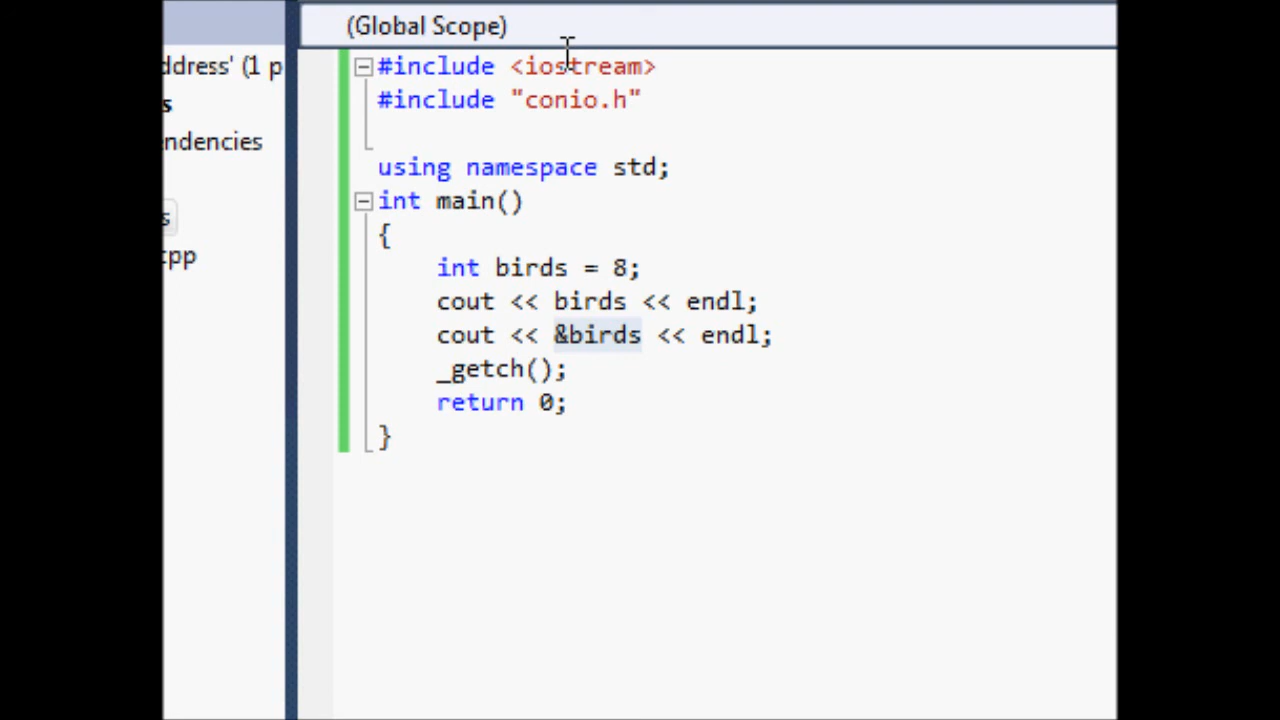 (Global Scope)
ddress' (1 p
s
endencies
s
cpp
#include <iostream>
#include "conio.h"
using namespace std;
int main()
{
    int birds = 8;
    cout << birds << endl;
    cout << &birds << endl;
    _getch();
    return 0;
}